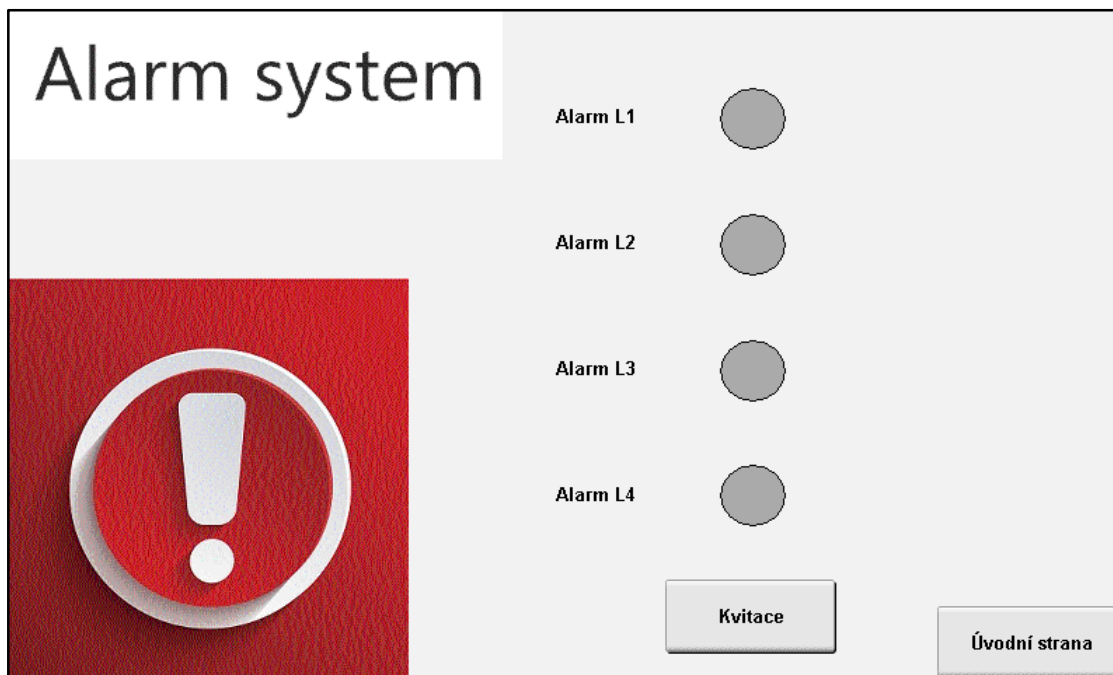 Alarm system
Alarm L1
Alarm L2
Alarm L3
Alarm L4
Kvitace
Úvodní strana